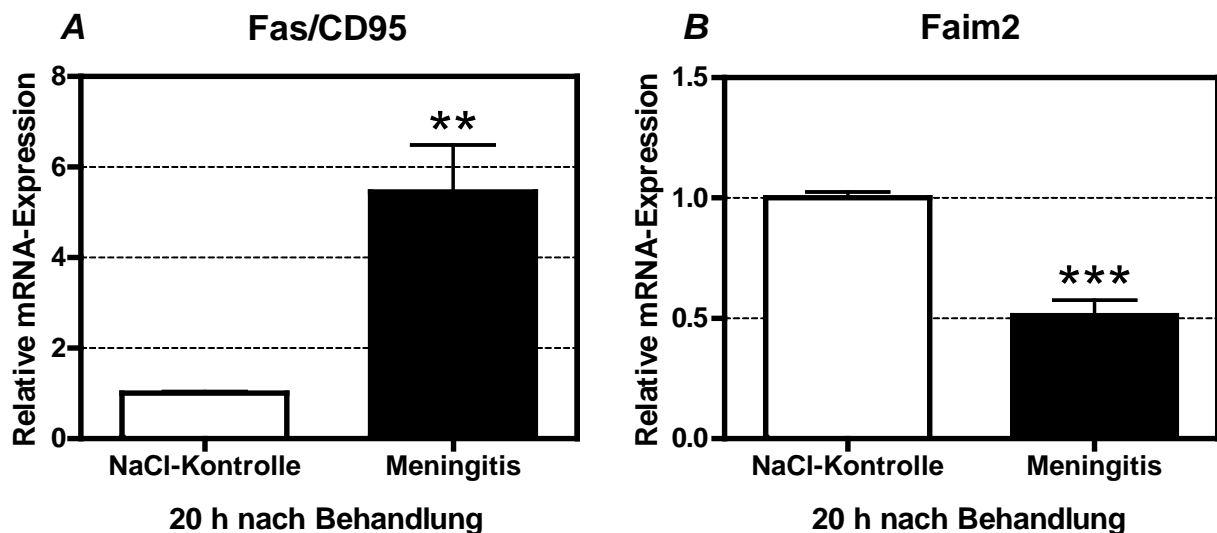 A
Fas/CD95
Relative mRNA-Expression
8
6
4
2
0
**
NaCl-Kontrolle
Meningitis
20 h nach Behandlung
B
Faim2
Relative mRNA-Expression
1.5
1.0
0.5
0.0
***
NaCl-Kontrolle
Meningitis
20 h nach Behandlung